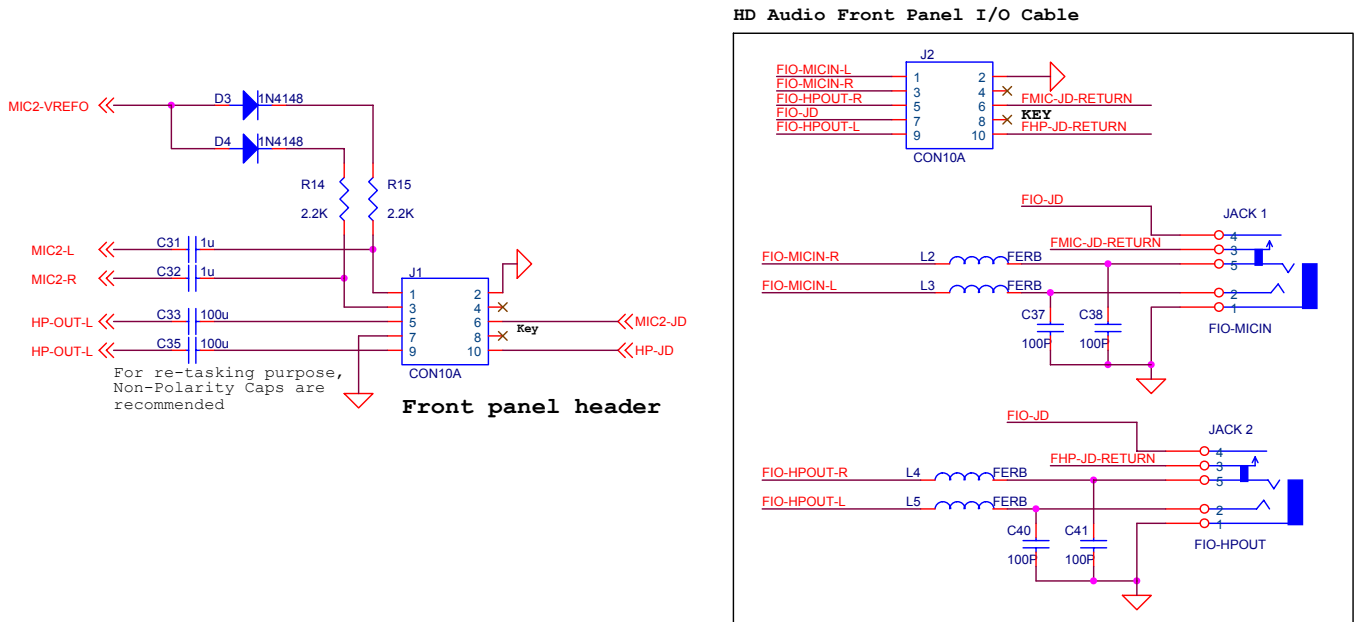 HD Audio Front Panel I/O Cable
MIC2-VREFO
D3 1N4148
D4 1N4148
R14
2.2K
R15
2.2K
MIC2-L
C31 1u
MIC2-R
C32 1u
HP-OUT-L
C33 100u
HP-OUT-L
C35 100u
For re-tasking purpose,
Non-Polarity Caps are
recommended
J1
1 2
3 4
5 6
7 8
9 10
CON10A
Key
MIC2-JD
HP-JD
Front panel header
J2
FIO-MICIN-L 1 2
FIO-MICIN-R 3 4
FIO-HPOUT-R 5 6 FMIC-JD-RETURN
FIO-JD 7 8 KEY
FIO-HPOUT-L 9 10 FHP-JD-RETURN
CON10A
FIO-JD
JACK 1
4
FMIC-JD-RETURN
3
FIO-MICIN-R L2 FERB 5
FIO-MICIN-L L3 FERB 2
1
C37
100P
C38
100P
FIO-MICIN
FIO-JD
JACK 2
4
FHP-JD-RETURN
3
FIO-HPOUT-R L4 FERB 5
FIO-HPOUT-L L5 FERB 2
1
C40
100P
C41
100P
FIO-HPOUT